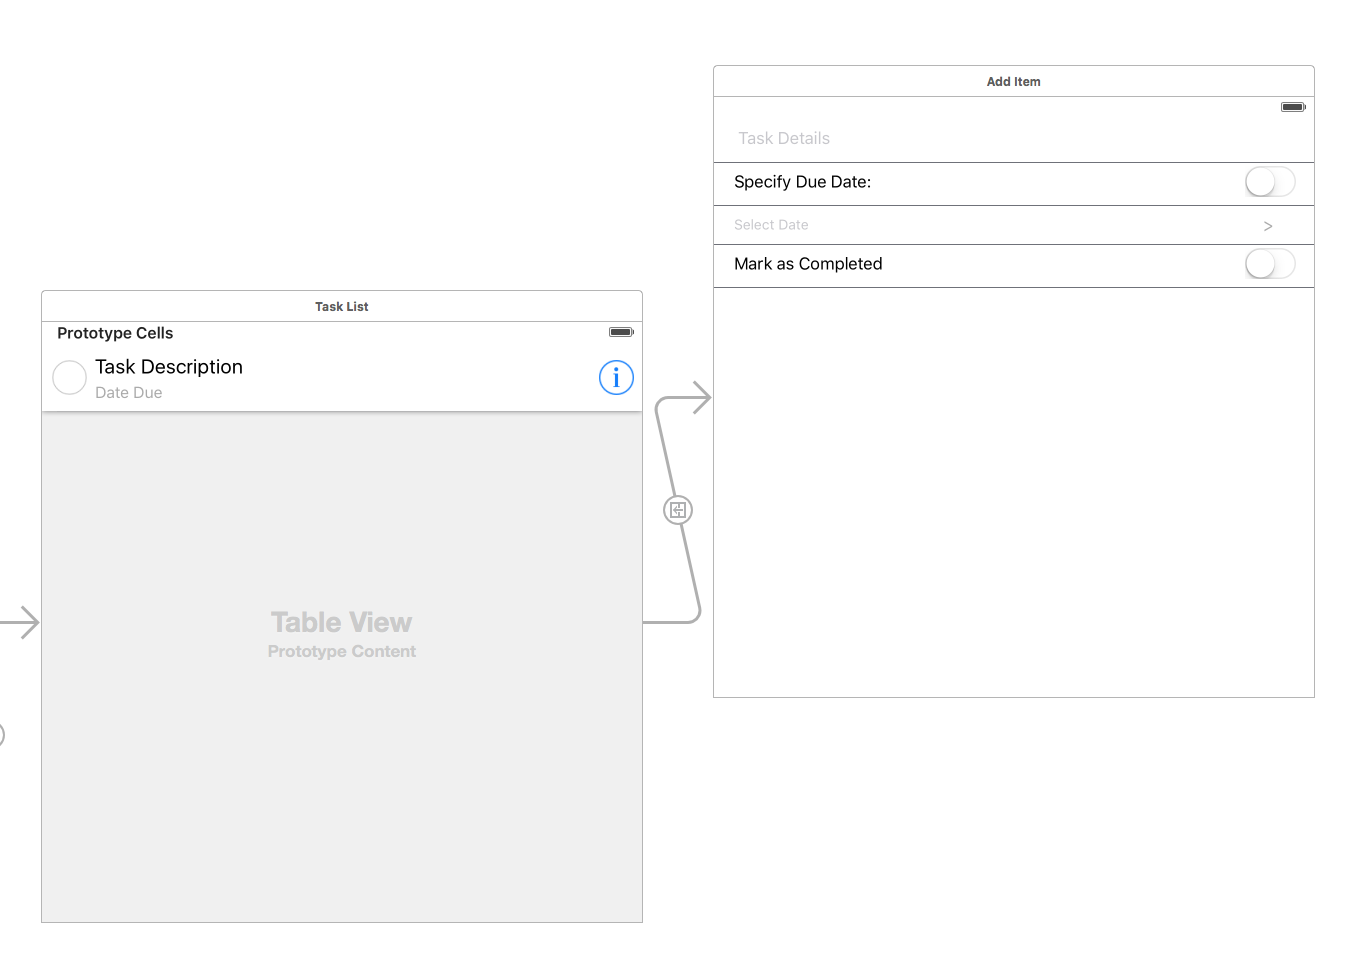 Add Item
Task Details
Specify Due Date:
Select Date >
Mark as Completed
Task List
Prototype Cells
Task Description
Date Due
i
Table View
Prototype Content